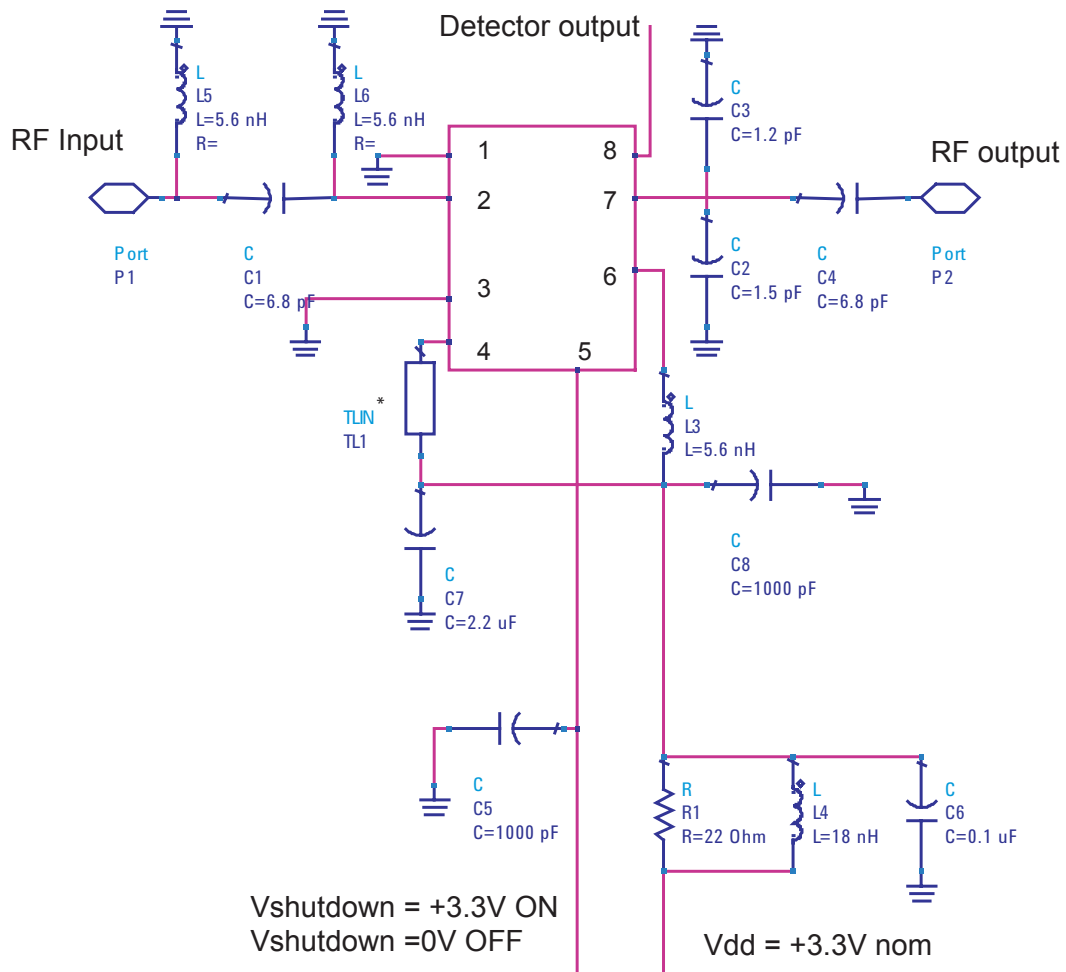 Detector output
RF Input
RF output
L
L5
L=5.6 nH
R=
L
L6
L=5.6 nH
R=
C
C3
C=1.2 pF
1
2
3
4
5
6
7
8
Port
P1
C
C1
C=6.8 pF
C
C2
C=1.5 pF
C
C4
C=6.8 pF
Port
P2
TLIN *
TL1
L
L3
L=5.6 nH
C
C7
C=2.2 uF
C
C8
C=1000 pF
C
C5
C=1000 pF
R
R1
R=22 Ohm
L
L4
L=18 nH
C
C6
C=0.1 uF
Vshutdown = +3.3V ON
Vshutdown =0V OFF
Vdd = +3.3V nom